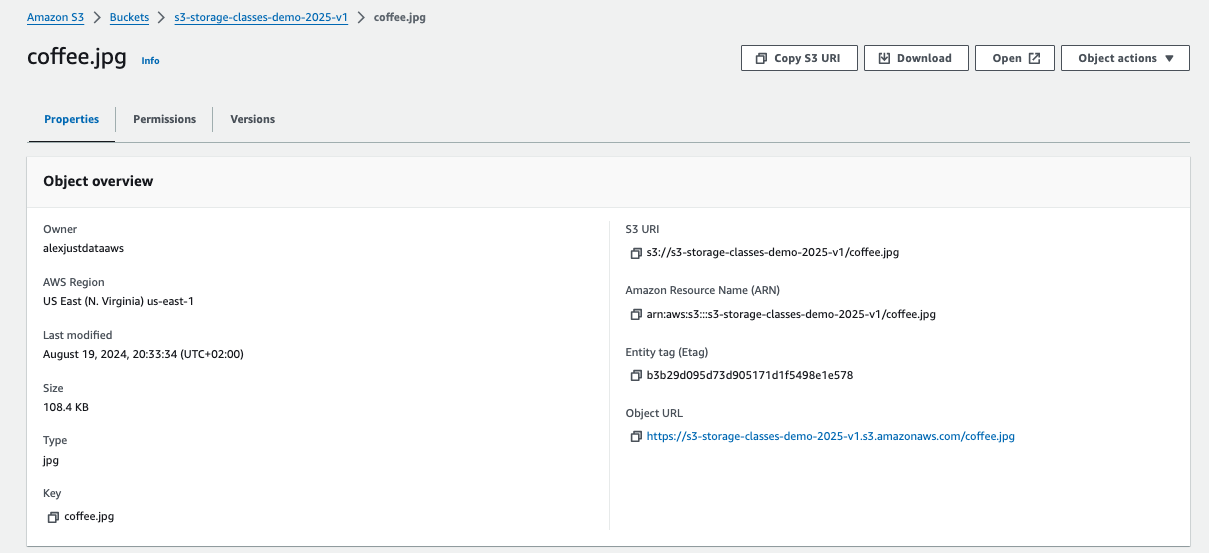 Amazon S3 > Buckets > s3-storage-classes-demo-2025-v1 > coffee.jpg
coffee.jpg Info
Copy S3 URI Download Open Object actions
Properties Permissions Versions
Object overview
Owner
alexjustdataaws
AWS Region
US East (N. Virginia) us-east-1
Last modified
August 19, 2024, 20:33:34 (UTC+02:00)
Size
108.4 KB
Type
jpg
Key
coffee.jpg
S3 URI
s3://s3-storage-classes-demo-2025-v1/coffee.jpg
Amazon Resource Name (ARN)
arn:aws:s3:::s3-storage-classes-demo-2025-v1/coffee.jpg
Entity tag (Etag)
b3b29d095d73d905171d1f5498e1e578
Object URL
https://s3-storage-classes-demo-2025-v1.s3.amazonaws.com/coffee.jpg